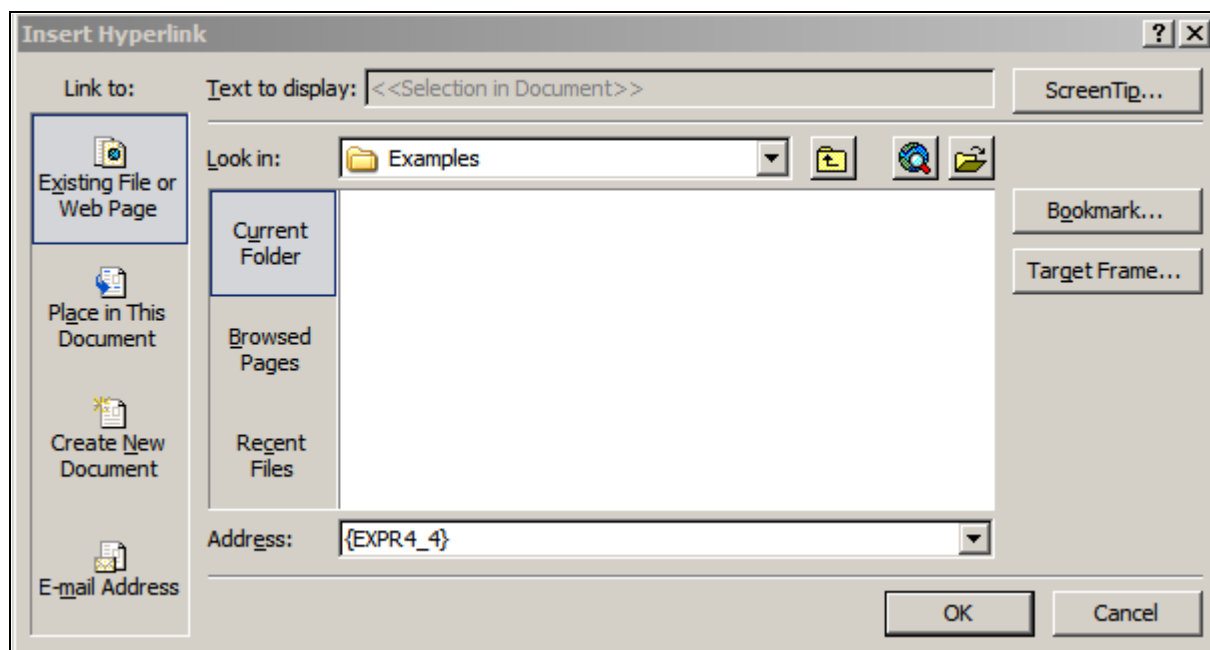 Insert Hyperlink
Link to:
Text to display: <<Selection in Document>>
ScreenTip...
Existing File or
Web Page
Look in: Examples
Current
Folder
Bookmark...
Target Frame...
Place in This
Document
Browsed
Pages
Create New
Document
Recent
Files
Address: {EXPR4_4}
E-mail Address
OK Cancel